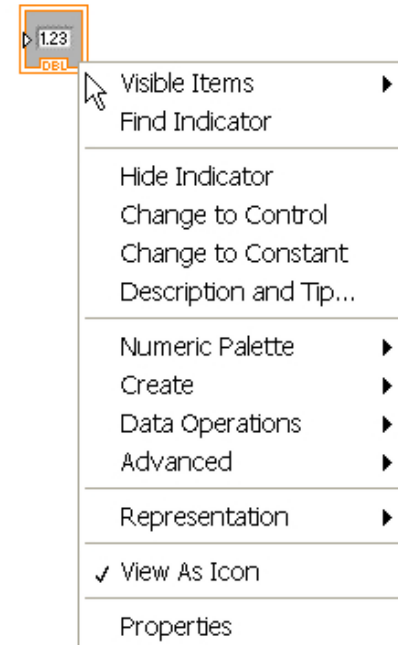 1.23
DBL
Visible Items
Find Indicator
Hide Indicator
Change to Control
Change to Constant
Description and Tip...
Numeric Palette
Create
Data Operations
Advanced
Representation
View As Icon
Properties